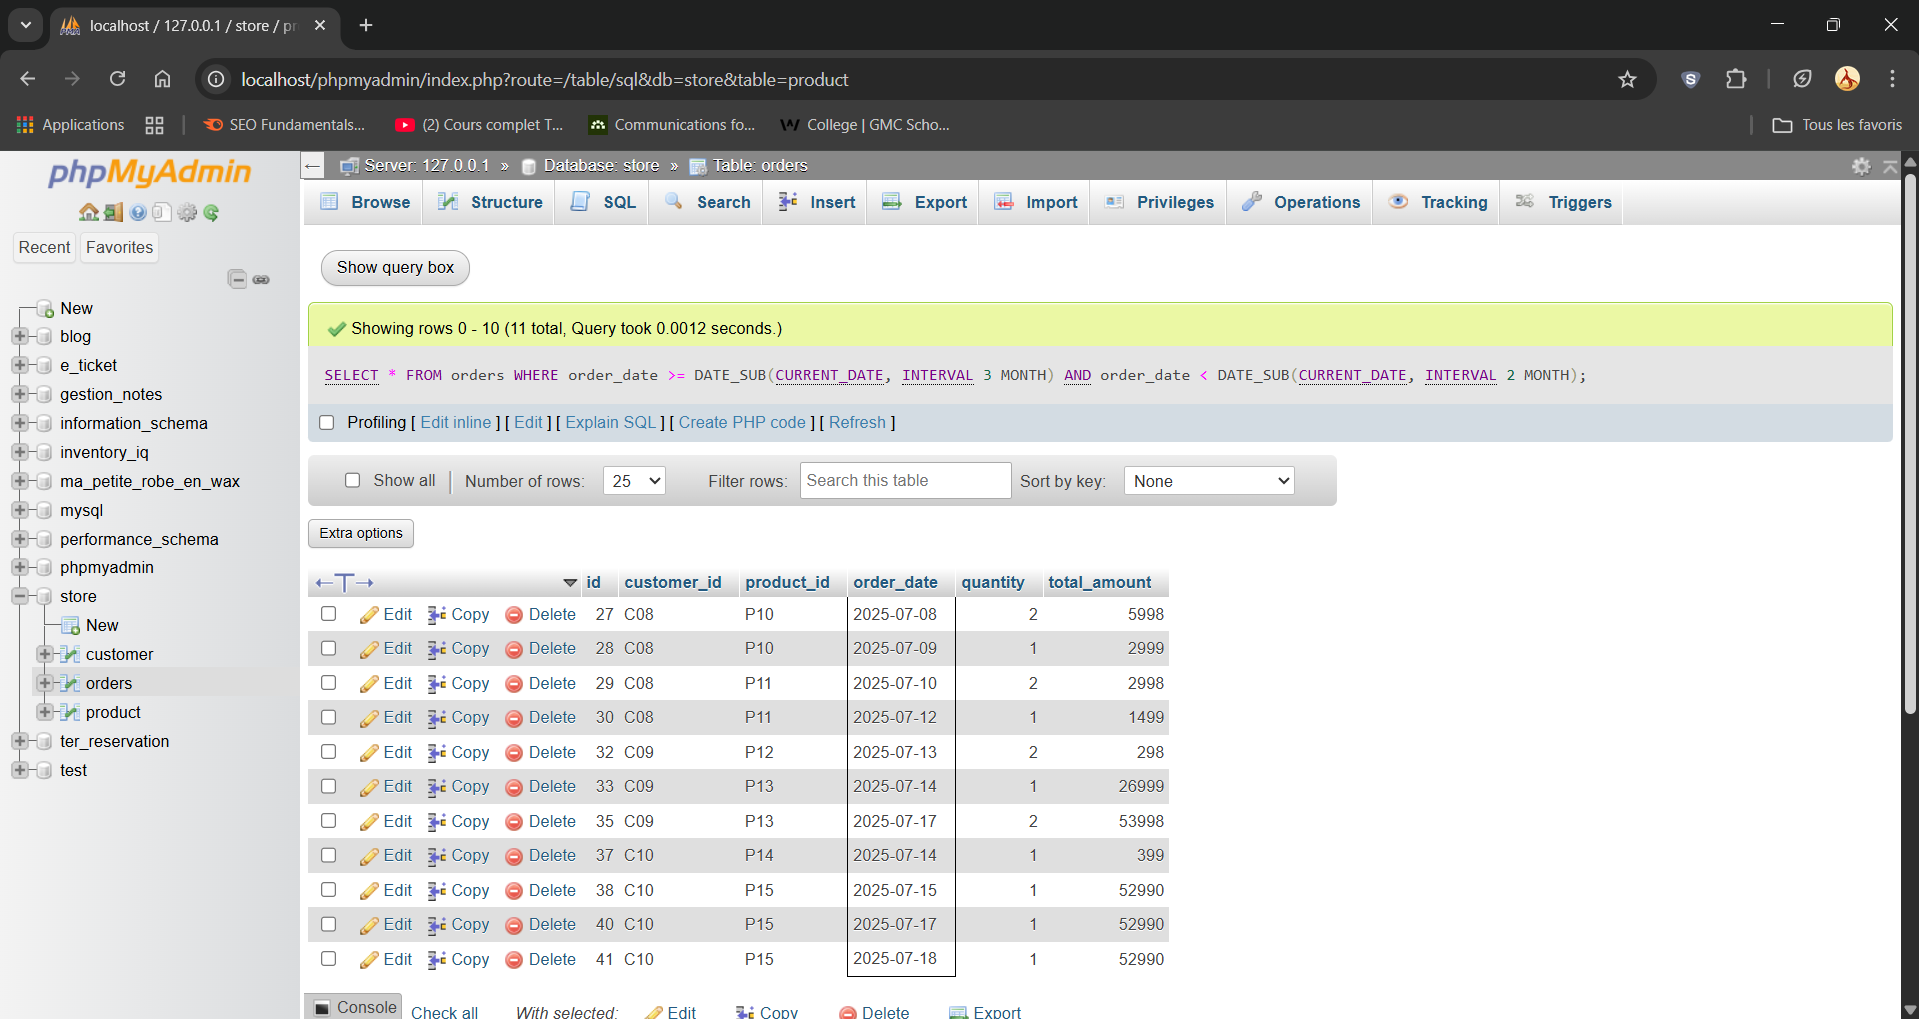 localhost / 127.0.0.1 / store / pr
localhost/phpmyadmin/index.php?route=/table/sql&db=store&table=product
S
Applications
SEO Fundamentals...
(2) Cours complet T...
Communications fo...
College | GMC Scho...
Tous les favoris
phpMyAdmin
Recent
Favorites
New
blog
e_ticket
gestion_notes
information_schema
inventory_iq
ma_petite_robe_en_wax
mysql
performance_schema
phpmyadmin
store
New
customer
orders
product
ter_reservation
test
Server: 127.0.0.1 » Database: store » Table: orders
Browse Structure SQL Search Insert Export Import Privileges Operations Tracking Triggers
Show query box
Showing rows 0 - 10 (11 total, Query took 0.0012 seconds.)
SELECT * FROM orders WHERE order_date >= DATE_SUB(CURRENT_DATE, INTERVAL 3 MONTH) AND order_date < DATE_SUB(CURRENT_DATE, INTERVAL 2 MONTH);
Profiling [ Edit inline ] [ Edit ] [ Explain SQL ] [ Create PHP code ] [ Refresh ]
Show all Number of rows: 25 Filter rows: Search this table Sort by key: None
Extra options
←T→ id customer_id product_id order_date quantity total_amount
Edit Copy Delete 27 C08 P10 2025-07-08 2 5998
Edit Copy Delete 28 C08 P10 2025-07-09 1 2999
Edit Copy Delete 29 C08 P11 2025-07-10 2 2998
Edit Copy Delete 30 C08 P11 2025-07-12 1 1499
Edit Copy Delete 32 C09 P12 2025-07-13 2 298
Edit Copy Delete 33 C09 P13 2025-07-14 1 26999
Edit Copy Delete 35 C09 P13 2025-07-17 2 53998
Edit Copy Delete 37 C10 P14 2025-07-14 1 399
Edit Copy Delete 38 C10 P15 2025-07-15 1 52990
Edit Copy Delete 40 C10 P15 2025-07-17 1 52990
Edit Copy Delete 41 C10 P15 2025-07-18 1 52990
Console Check all With selected: Edit Copy Delete Export